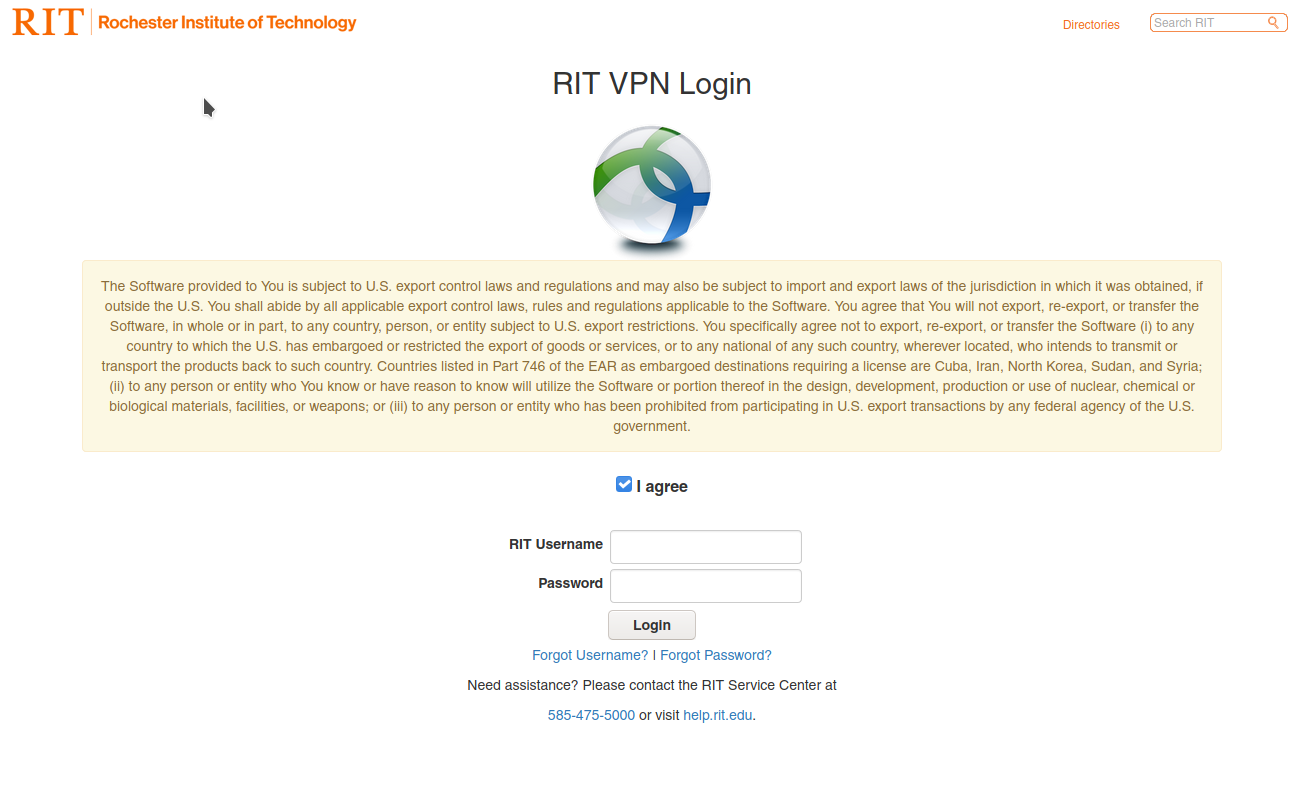 RIT Rochester Institute of Technology
Directories
Search RIT
RIT VPN Login
The Software provided to You is subject to U.S. export control laws and regulations and may also be subject to import and export laws of the jurisdiction in which it was obtained, if
outside the U.S. You shall abide by all applicable export control laws, rules and regulations applicable to the Software. You agree that You will not export, re-export, or transfer the
Software, in whole or in part, to any country, person, or entity subject to U.S. export restrictions. You specifically agree not to export, re-export, or transfer the Software (i) to any
country to which the U.S. has embargoed or restricted the export of goods or services, or to any national of any such country, wherever located, who intends to transmit or
transport the products back to such country. Countries listed in Part 746 of the EAR as embargoed destinations requiring a license are Cuba, Iran, North Korea, Sudan, and Syria;
(ii) to any person or entity who You know or have reason to know will utilize the Software or portion thereof in the design, development, production or use of nuclear, chemical or
biological materials, facilities, or weapons; or (iii) to any person or entity who has been prohibited from participating in U.S. export transactions by any federal agency of the U.S.
government.
I agree
RIT Username
Password
Login
Forgot Username? | Forgot Password?
Need assistance? Please contact the RIT Service Center at
585-475-5000 or visit help.rit.edu.